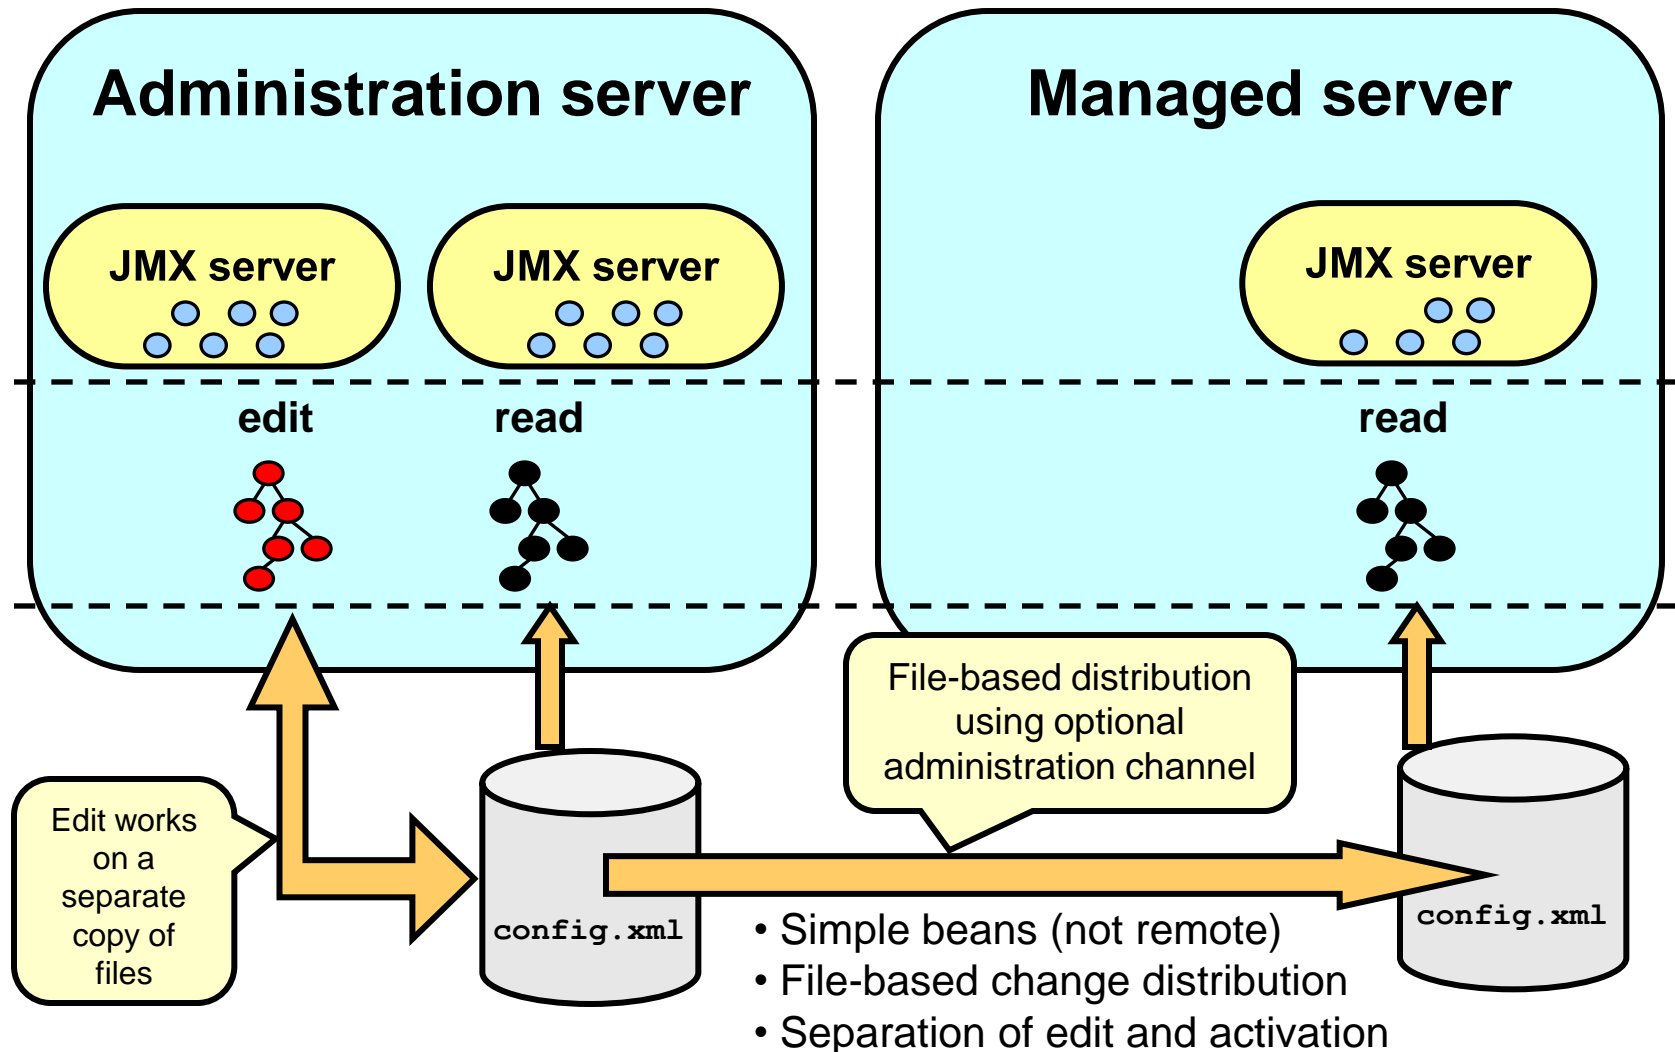 Administration server
Managed server
JMX server
JMX server
JMX server
edit
read
read
File-based distribution
using optional
administration channel
Edit works
on a
separate
copy of
files
config.xml
config.xml
• Simple beans (not remote)
• File-based change distribution
• Separation of edit and activation